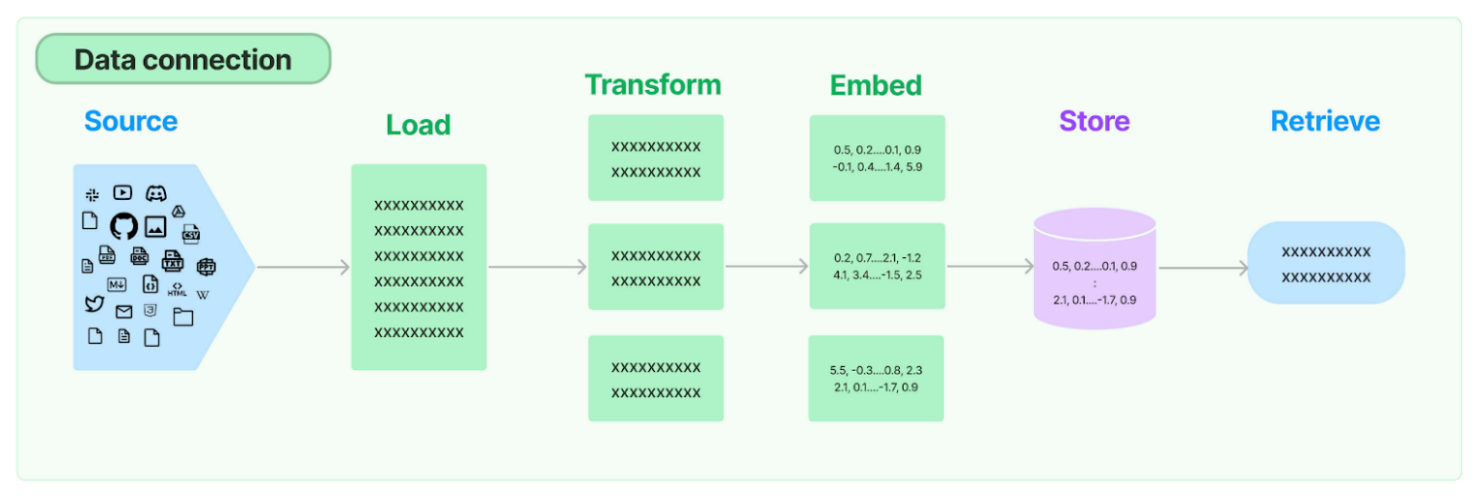 Data connection
Source
Load
Transform
Embed
Store
Retrieve
CSV
DOC
TXT
PPT
M↓
HTML
W
XXXXXXXXXX
XXXXXXXXXX
XXXXXXXXXX
XXXXXXXXXX
XXXXXXXXXX
XXXXXXXXXX
XXXXXXXXXX
XXXXXXXXXX
XXXXXXXXXX
XXXXXXXXXX
XXXXXXXXXX
XXXXXXXXXX
0.5, 0.2....0.1, 0.9
-0.1, 0.4....1.4, 5.9
0.2, 0.7....2.1, -1.2
4.1, 3.4....-1.5, 2.5
5.5, -0.3....0.8, 2.3
2.1, 0.1....-1.7, 0.9
0.5, 0.2....0.1, 0.9
:
2.1, 0.1....-1.7, 0.9
XXXXXXXXXX
XXXXXXXXXX